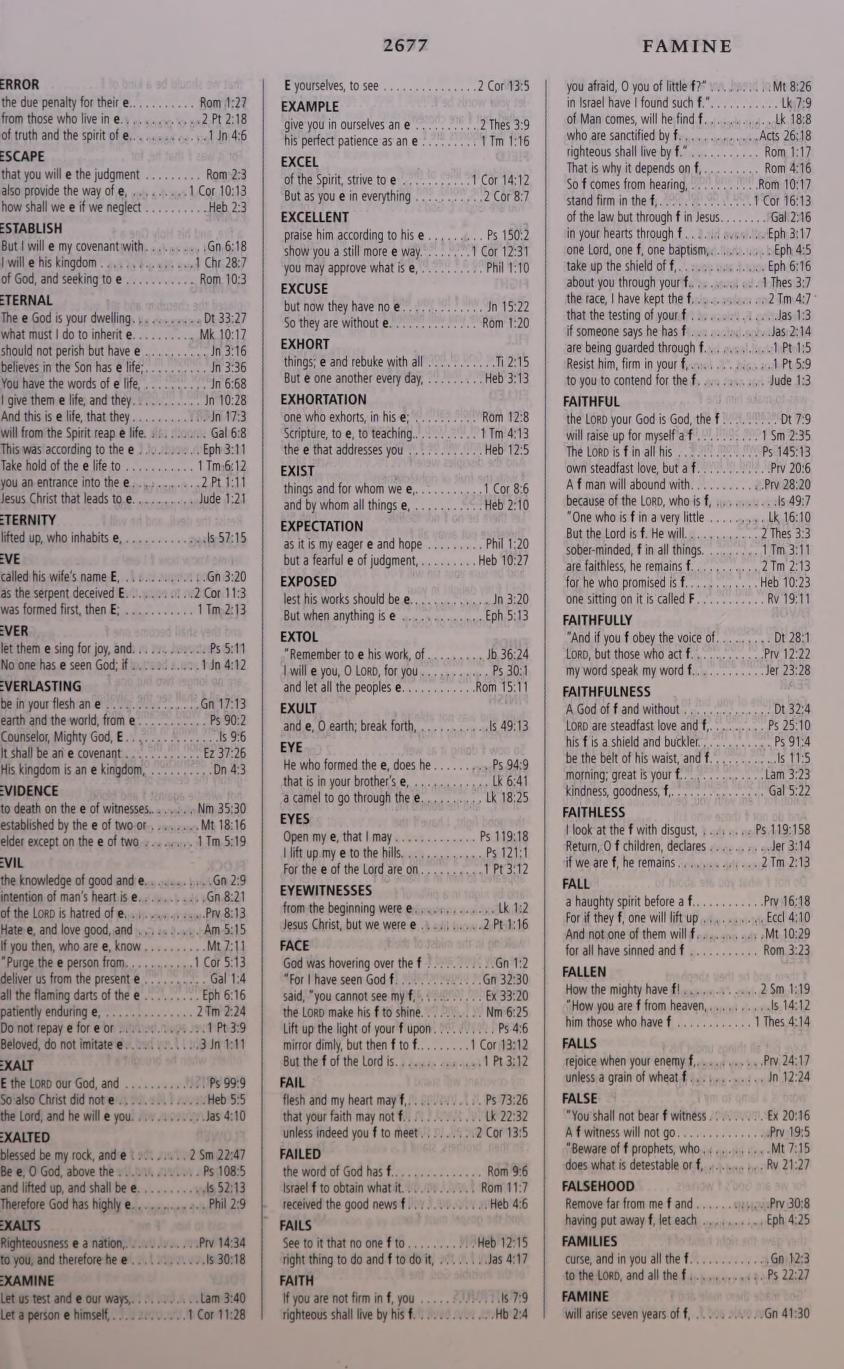 2677
FAMINE
ERROR
the due penalty for their e. . . . . . . . . . . Rom 1:27
from those who live in e. . . . . . . . . . . .2 Pt 2:18
of truth and the spirit of e. . . . . . . . . . .1 Jn 4:6
ESCAPE
that you will e the judgment . . . . . . . . . Rom 2:3
also provide the way of e, . . . . . . . . .1 Cor 10:13
how shall we e if we neglect . . . . . . . . . .Heb 2:3
ESTABLISH
But I will e my covenant with. . . . . . . . . .Gn 6:18
I will e his kingdom . . . . . . . . . . . . . .1 Chr 28:7
of God, and seeking to e . . . . . . . . . . . Rom 10:3
ETERNAL
The e God is your dwelling. . . . . . . . . . . Dt 33:27
what must I do to inherit e. . . . . . . . . . Mk 10:17
should not perish but have e . . . . . . . . . . Jn 3:16
believes in the Son has e life; . . . . . . . . . . Jn 3:36
You have the words of e life, . . . . . . . . . . Jn 6:68
I give them e life, and they. . . . . . . . . . . Jn 10:28
And this is e life, that they . . . . . . . . . . . Jn 17:3
will from the Spirit reap e life. . . . . . . . . Gal 6:8
This was according to the e . . . . . . . . . Eph 3:11
Take hold of the e life to . . . . . . . . . . . 1 Tm 6:12
you an entrance into the e. . . . . . . . . . .2 Pt 1:11
Jesus Christ that leads to e. . . . . . . . . . Jude 1:21
ETERNITY
lifted up, who inhabits e, . . . . . . . . . . . . .Is 57:15
EVE
called his wife's name E, . . . . . . . . . . . . .Gn 3:20
as the serpent deceived E. . . . . . . . . .2 Cor 11:3
was formed first, then E; . . . . . . . . . . . 1 Tm 2:13
EVER
let them e sing for joy, and. . . . . . . . . . . Ps 5:11
No one has e seen God; if . . . . . . . . . . .1 Jn 4:12
EVERLASTING
be in your flesh an e . . . . . . . . . . . . . . .Gn 17:13
earth and the world, from e . . . . . . . . . . Ps 90:2
Counselor, Mighty God, E . . . . . . . . . . . . . .Is 9:6
It shall be an e covenant . . . . . . . . . . . . Ez 37:26
His kingdom is an e kingdom, . . . . . . . . . .Dn 4:3
EVIDENCE
to death on the e of witnesses. . . . . . . Nm 35:30
established by the e of two or . . . . . . . . Mt 18:16
elder except on the e of two . . . . . . . . 1 Tm 5:19
EVIL
the knowledge of good and e. . . . . . . . . .Gn 2:9
intention of man's heart is e. . . . . . . . . . .Gn 8:21
of the LORD is hatred of e. . . . . . . . . . . .Prv 8:13
Hate e, and love good, and . . . . . . . . . . Am 5:15
If you then, who are e, know . . . . . . . . . .Mt 7:11
"Purge the e person from. . . . . . . . . . .1 Cor 5:13
deliver us from the present e . . . . . . . . . . Gal 1:4
all the flaming darts of the e . . . . . . . . . Eph 6:16
patiently enduring e, . . . . . . . . . . . . . . 2 Tm 2:24
Do not repay e for e or . . . . . . . . . . . . .1 Pt 3:9
Beloved, do not imitate e . . . . . . . . . . . .3 Jn 1:11
EXALT
E the LORD our God, and . . . . . . . . . . . . .Ps 99:9
So also Christ did not e . . . . . . . . . . . . . Heb 5:5
the Lord, and he will e you. . . . . . . . . . . .Jas 4:10
EXALTED
blessed be my rock, and e . . . . . . . . . 2 Sm 22:47
Be e, O God, above the . . . . . . . . . . . . . Ps 108:5
and lifted up, and shall be e. . . . . . . . . . .Is 52:13
Therefore God has highly e. . . . . . . . . . . Phil 2:9
EXALTS
Righteousness e a nation,. . . . . . . . . . .Prv 14:34
to you, and therefore he e . . . . . . . . . . .Is 30:18
EXAMINE
Let us test and e our ways,. . . . . . . . . . Lam 3:40
Let a person e himself, . . . . . . . . . . .1 Cor 11:28
E yourselves, to see . . . . . . . . . . . . . .2 Cor 13:5
EXAMPLE
give you in ourselves an e . . . . . . . . . . 2 Thes 3:9
his perfect patience as an e . . . . . . . . . 1 Tm 1:16
EXCEL
of the Spirit, strive to e . . . . . . . . . . .1 Cor 14:12
But as you e in everything . . . . . . . . . . .2 Cor 8:7
EXCELLENT
praise him according to his e . . . . . . . . Ps 150:2
show you a still more e way. . . . . . . . 1 Cor 12:31
you may approve what is e, . . . . . . . . . Phil 1:10
EXCUSE
but now they have no e. . . . . . . . . . . . . Jn 15:22
So they are without e. . . . . . . . . . . . . . Rom 1:20
EXHORT
things; e and rebuke with all . . . . . . . . . . .Ti 2:15
But e one another every day, . . . . . . . . . Heb 3:13
EXHORTATION
one who exhorts, in his e; . . . . . . . . . . Rom 12:8
Scripture, to e, to teaching. . . . . . . . . . 1 Tm 4:13
the e that addresses you . . . . . . . . . . . Heb 12:5
EXIST
things and for whom we e,. . . . . . . . . . .1 Cor 8:6
and by whom all things e, . . . . . . . . . . . Heb 2:10
EXPECTATION
as it is my eager e and hope . . . . . . . . . Phil 1:20
but a fearful e of judgment, . . . . . . . . . Heb 10:27
EXPOSED
lest his works should be e. . . . . . . . . . . . .Jn 3:20
But when anything is e . . . . . . . . . . . . . Eph 5:13
EXTOL
"Remember to e his work, of . . . . . . . . . Jb 36:24
I will e you, O LORD, for you . . . . . . . . . . . Ps 30:1
and let all the peoples e. . . . . . . . . . . .Rom 15:11
EXULT
and e, O earth; break forth, . . . . . . . . . . .Is 49:13
EYE
He who formed the e, does he . . . . . . . . . Ps 94:9
that is in your brother's e, . . . . . . . . . . . . Lk 6:41
a camel to go through the e. . . . . . . . . . Lk 18:25
EYES
Open my e, that I may . . . . . . . . . . . . . Ps 119:18
I lift up my e to the hills. . . . . . . . . . . . . Ps 121:1
For the e of the Lord are on. . . . . . . . . . 1 Pt 3:12
EYEWITNESSES
from the beginning were e. . . . . . . . . . . . . Lk 1:2
Jesus Christ, but we were e . . . . . . . . . .2 Pt 1:16
FACE
God was hovering over the f . . . . . . . . . . .Gn 1:2
"For I have seen God f. . . . . . . . . . . . . .Gn 32:30
said, "you cannot see my f, . . . . . . . . . . Ex 33:20
the LORD make his f to shine. . . . . . . . . .Nm 6:25
Lift up the light of your f upon . . . . . . . . . Ps 4:6
mirror dimly, but then f to f. . . . . . . . .1 Cor 13:12
But the f of the Lord is. . . . . . . . . . . . . .1 Pt 3:12
FAIL
flesh and my heart may f,. . . . . . . . . . . . Ps 73:26
that your faith may not f. . . . . . . . . . . . . Lk 22:32
unless indeed you f to meet . . . . . . . . .2 Cor 13:5
FAILED
the word of God has f. . . . . . . . . . . . . . . Rom 9:6
Israel f to obtain what it. . . . . . . . . . . . Rom 11:7
received the good news f . . . . . . . . . . . . .Heb 4:6
FAILS
See to it that no one f to . . . . . . . . . . .Heb 12:15
right thing to do and f to do it, . . . . . . . .Jas 4:17
FAITH
If you are not firm in f, you . . . . . . . . . . . .Is 7:9
righteous shall live by his f. . . . . . . . . . . . .Hb 2:4
you afraid, O you of little f?" . . . . . . . . .Mt 8:26
in Israel have I found such f.". . . . . . . . . . . Lk 7:9
of Man comes, will he find f . . . . . . . . . . . Lk 18:8
who are sanctified by f. . . . . . . . . . . . .Acts 26:18
righteous shall live by f." . . . . . . . . . . . Rom 1:17
That is why it depends on f, . . . . . . . . . Rom 4:16
So f comes from hearing, . . . . . . . . . . .Rom 10:17
stand firm in the f,. . . . . . . . . . . . . . 1 Cor 16:13
of the law but through f in Jesus. . . . . . . . Gal 2:16
in your hearts through f . . . . . . . . . . . . Eph 3:17
one Lord, one f, one baptism,. . . . . . . . . . Eph 4:5
take up the shield of f,. . . . . . . . . . . . . . Eph 6:16
about you through your f. . . . . . . . . . . 1 Thes 3:7
the race, I have kept the f. . . . . . . . . . . .2 Tm 4:7
that the testing of your f . . . . . . . . . . . . .Jas 1:3
if someone says he has f . . . . . . . . . . . . .Jas 2:14
are being guarded through f. . . . . . . . . . .1 Pt 1:5
Resist him, firm in your f,. . . . . . . . . . . . .1 Pt 5:9
to you to contend for the f . . . . . . . . . . . Jude 1:3
FAITHFUL
the LORD your God is God, the f . . . . . . . . . Dt 7:9
will raise up for myself a f . . . . . . . . . . 1 Sm 2:35
The LORD is f in all his . . . . . . . . . . . . . Ps 145:13
own steadfast love, but a f. . . . . . . . . . . .Prv 20:6
A f man will abound with. . . . . . . . . . . .Prv 28:20
because of the LORD, who is f, . . . . . . . . . .Is 49:7
"One who is f in a very little . . . . . . . . . Lk 16:10
But the Lord is f. He will. . . . . . . . . . . .2 Thes 3:3
sober-minded, f in all things. . . . . . . . . 1 Tm 3:11
are faithless, he remains f. . . . . . . . . . . 2 Tm 2:13
for he who promised is f. . . . . . . . . . . . Heb 10:23
one sitting on it is called F. . . . . . . . . . . Rv 19:11
FAITHFULLY
"And if you f obey the voice of. . . . . . . . . Dt 28:1
LORD, but those who act f. . . . . . . . . . . .Prv 12:22
my word speak my word f. . . . . . . . . . . .Jer 23:28
FAITHFULNESS
A God of f and without . . . . . . . . . . . . . . .Dt 32:4
LORD are steadfast love and f,. . . . . . . . . Ps 25:10
his f is a shield and buckler. . . . . . . . . . . . Ps 91:4
be the belt of his waist, and f. . . . . . . . . . . .Is 11:5
morning; great is your f. . . . . . . . . . . . . Lam 3:23
kindness, goodness, f,. . . . . . . . . . . . . . . Gal 5:22
FAITHLESS
I look at the f with disgust, . . . . . . . . Ps 119:158
Return, O f children, declares . . . . . . . . . .Jer 3:14
if we are f, he remains . . . . . . . . . . . . . 2 Tm 2:13
FALL
a haughty spirit before a f. . . . . . . . . . . .Prv 16:18
For if they f, one will lift up . . . . . . . . . . Eccl 4:10
And not one of them will f. . . . . . . . . . . .Mt 10:29
for all have sinned and f . . . . . . . . . . . . Rom 3:23
FALLEN
How the mighty have f! . . . . . . . . . . . . . 2 Sm 1:19
"How you are f from heaven,. . . . . . . . . . .Is 14:12
him those who have f . . . . . . . . . . . . 1 Thes 4:14
FALLS
rejoice when your enemy f,. . . . . . . . . . . Prv 24:17
unless a grain of wheat f . . . . . . . . . . . . Jn 12:24
FALSE
"You shall not bear f witness . . . . . . . . . Ex 20:16
A f witness will not go. . . . . . . . . . . . . . .Prv 19:5
"Beware of f prophets, who . . . . . . . . . . . Mt 7:15
does what is detestable or f, . . . . . . . . . Rv 21:27
FALSEHOOD
Remove far from me f and . . . . . . . . . . . .Prv 30:8
having put away f, let each . . . . . . . . . . Eph 4:25
FAMILIES
curse, and in you all the f. . . . . . . . . . . . .Gn 12:3
to the LORD, and all the f . . . . . . . . . . . . Ps 22:27
FAMINE
will arise seven years of f, . . . . . . . . . . .Gn 41:30